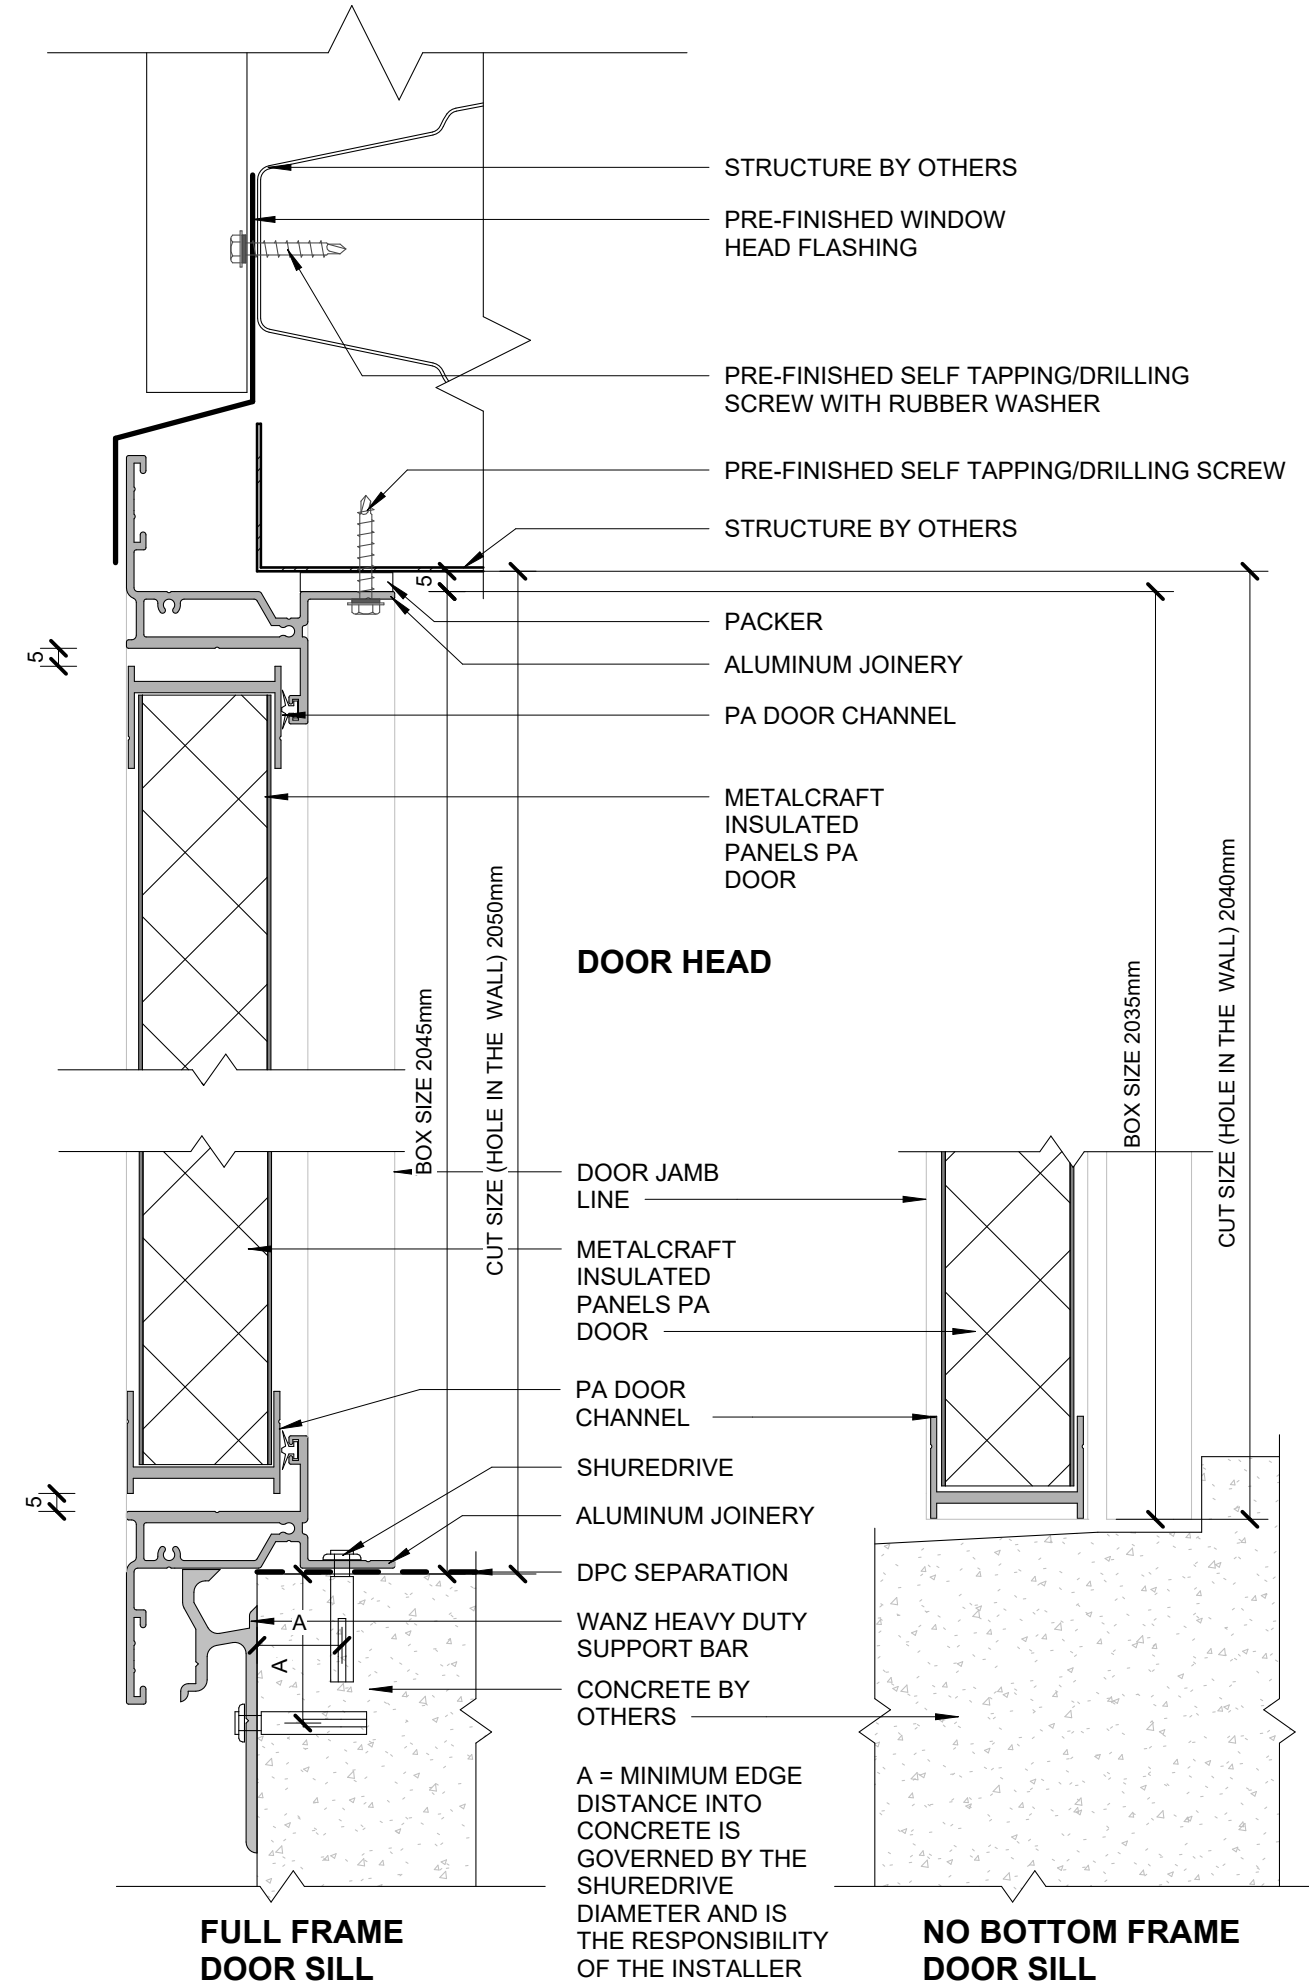 STRUCTURE BY OTHERS
PRE-FINISHED WINDOW
HEAD FLASHING
PRE-FINISHED SELF TAPPING/DRILLING
SCREW WITH RUBBER WASHER
PRE-FINISHED SELF TAPPING/DRILLING SCREW
STRUCTURE BY OTHERS
5
PACKER
5
ALUMINUM JOINERY
PA DOOR CHANNEL
METALCRAFT
INSULATED
PANELS PA
DOOR
DOOR HEAD
BOX SIZE 2045mm
CUT SIZE (HOLE IN THE WALL) 2050mm
BOX SIZE 2035mm
CUT SIZE (HOLE IN THE WALL) 2040mm
DOOR JAMB
LINE
METALCRAFT
INSULATED
PANELS PA
DOOR
PA DOOR
CHANNEL
SHUREDRIVE
5
ALUMINUM JOINERY
DPC SEPARATION
A
WANZ HEAVY DUTY
SUPPORT BAR
A
CONCRETE BY
OTHERS
A = MINIMUM EDGE
DISTANCE INTO
CONCRETE IS
GOVERNED BY THE
SHUREDRIVE
DIAMETER AND IS
THE RESPONSIBILITY
OF THE INSTALLER
FULL FRAME
DOOR SILL
NO BOTTOM FRAME
DOOR SILL